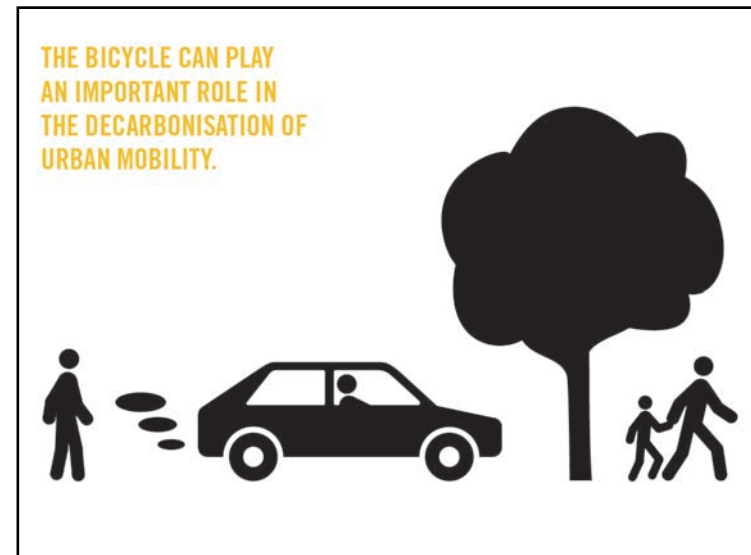 THE BICYCLE CAN PLAY
AN IMPORTANT ROLE IN
THE DECARBONISATION OF
URBAN MOBILITY.